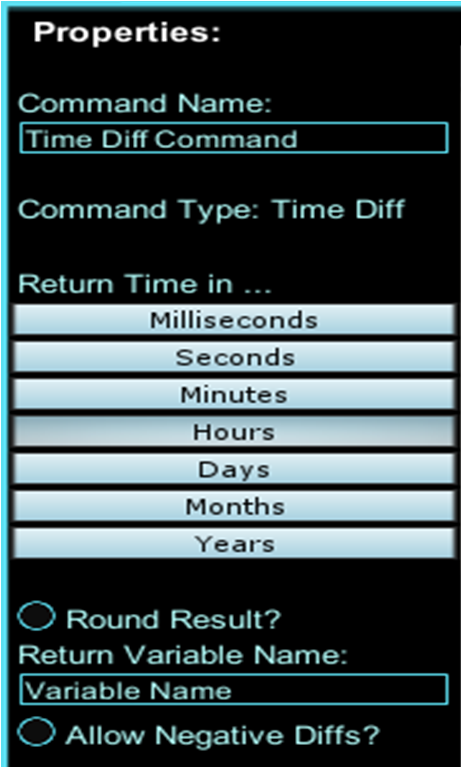 Properties:
Command Name:
Time Diff Command
Command Type: Time Diff
Return Time in ...
Milliseconds
Seconds
Minutes
Hours
Days
Months
Years
Round Result?
Return Variable Name:
Variable Name
Allow Negative Diffs?